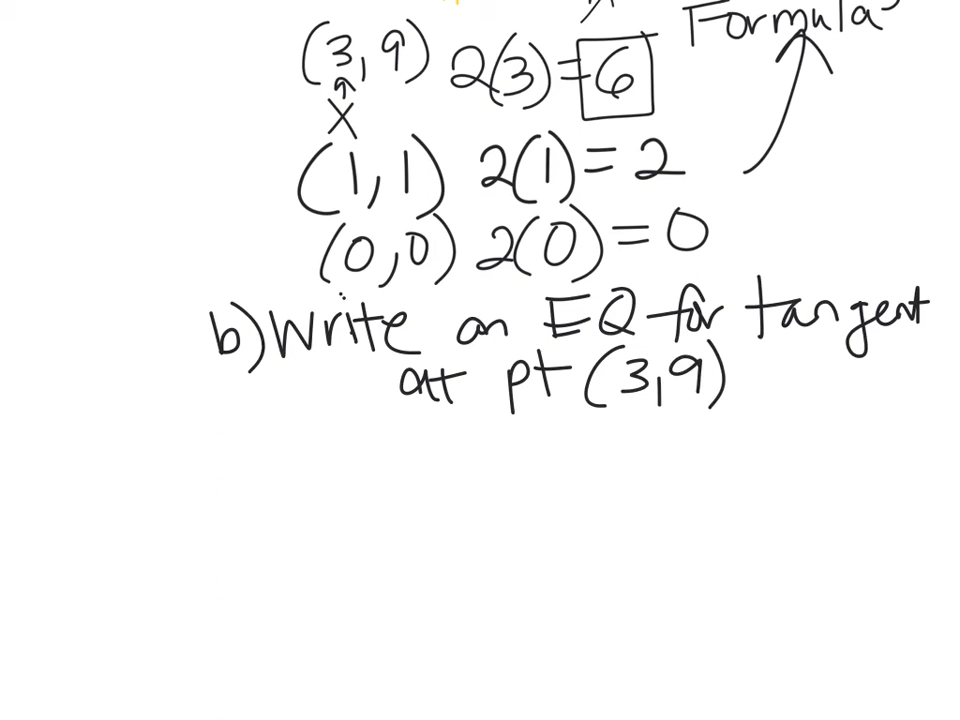 Formula
(3, 9) 2(3) = 6
x
(1, 1) 2(1) = 2
(0, 0) 2(0) = 0
b) Write an EQ for tangent
at pt (3, 9)